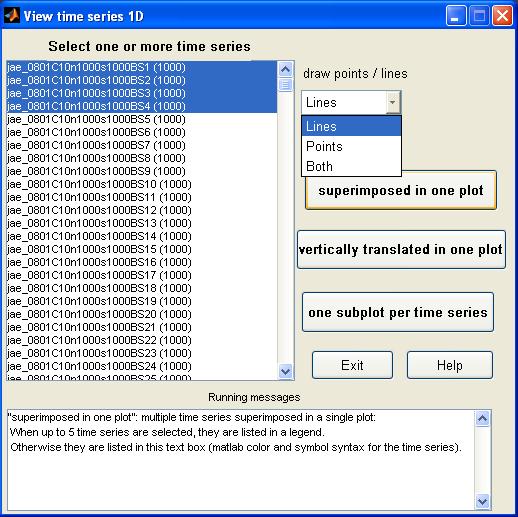 View time series 1D
Select one or more time series
jae_0801C10n1000s1000BS1 (1000)
jae_0801C10n1000s1000BS2 (1000)
jae_0801C10n1000s1000BS3 (1000)
jae_0801C10n1000s1000BS4 (1000)
jae_0801C10n1000s1000BS5 (1000)
jae_0801C10n1000s1000BS6 (1000)
jae_0801C10n1000s1000BS7 (1000)
jae_0801C10n1000s1000BS8 (1000)
jae_0801C10n1000s1000BS9 (1000)
jae_0801C10n1000s1000BS10 (1000)
jae_0801C10n1000s1000BS11 (1000)
jae_0801C10n1000s1000BS12 (1000)
jae_0801C10n1000s1000BS13 (1000)
jae_0801C10n1000s1000BS14 (1000)
jae_0801C10n1000s1000BS15 (1000)
jae_0801C10n1000s1000BS16 (1000)
jae_0801C10n1000s1000BS17 (1000)
jae_0801C10n1000s1000BS18 (1000)
jae_0801C10n1000s1000BS19 (1000)
jae_0801C10n1000s1000BS20 (1000)
jae_0801C10n1000s1000BS21 (1000)
jae_0801C10n1000s1000BS22 (1000)
jae_0801C10n1000s1000BS23 (1000)
jae_0801C10n1000s1000BS24 (1000)
jae_0801C10n1000s1000BS25 (1000)
draw points / lines
Lines
Lines
Points
Both
superimposed in one plot
vertically translated in one plot
one subplot per time series
Exit
Help
Running messages
"superimposed in one plot": multiple time series superimposed in a single plot:
When up to 5 time series are selected, they are listed in a legend.
Otherwise they are listed in this text box (matlab color and symbol syntax for the time series).